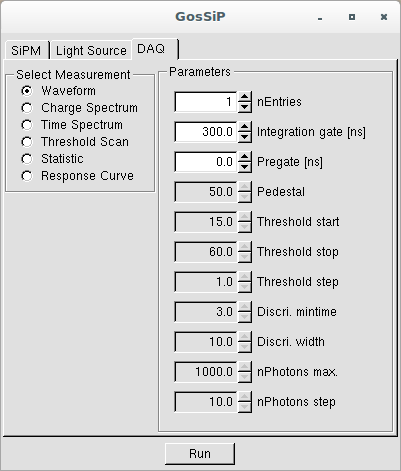 GosSiP
SiPM Light Source DAQ
Select Measurement
Waveform
Charge Spectrum
Time Spectrum
Threshold Scan
Statistic
Response Curve
Parameters
1 nEntries
300.0 Integration gate [ns]
0.0 Pregate [ns]
50.0 Pedestal
15.0 Threshold start
60.0 Threshold stop
1.0 Threshold step
3.0 Discri. mintime
10.0 Discri. width
1000.0 nPhotons max.
10.0 nPhotons step
Run